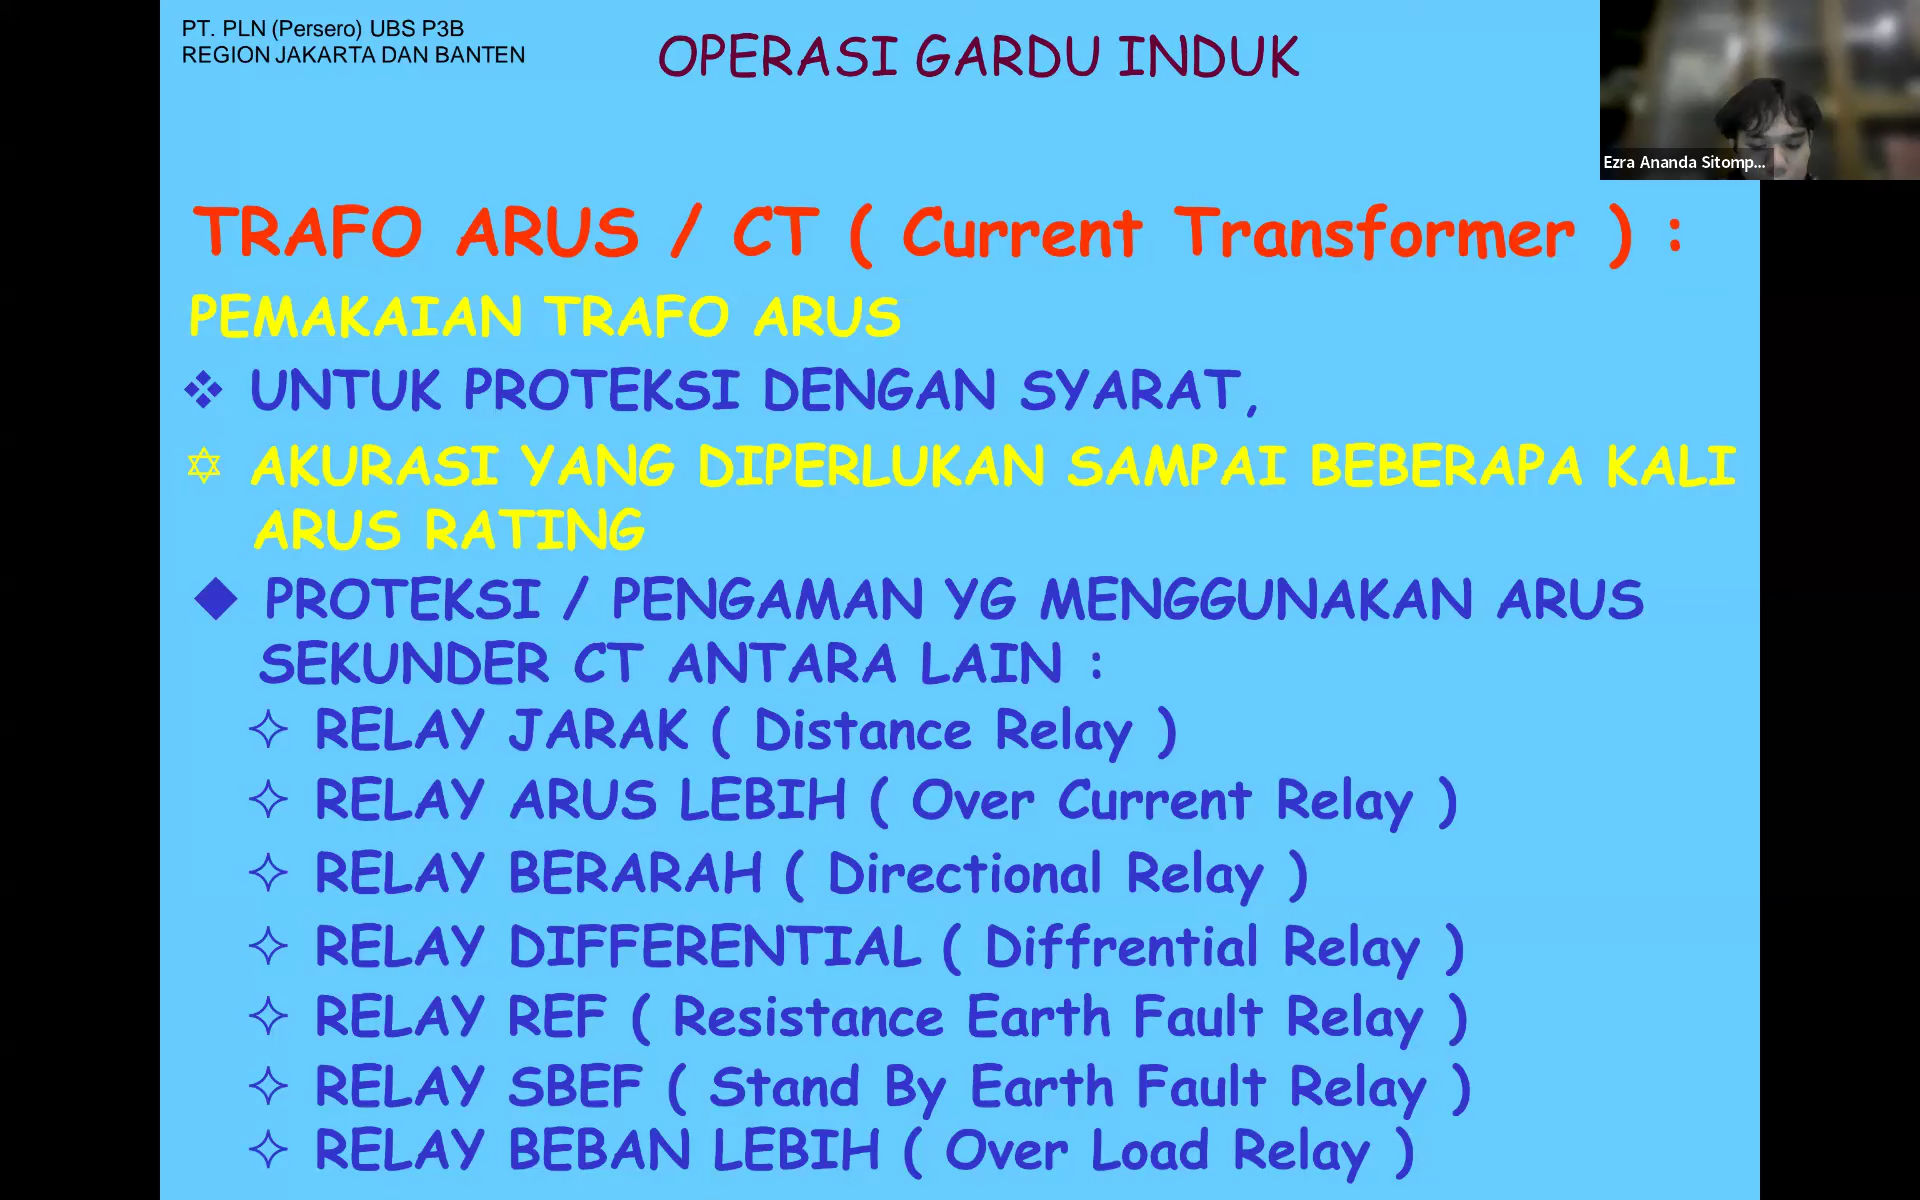 PT. PLN (Persero) UBS P3B
REGION JAKARTA DAN BANTEN
OPERASI GARDU INDUK
Ezra Ananda Sitomp...
TRAFO ARUS / CT ( Current Transformer ) :
PEMAKAIAN TRAFO ARUS
❖ UNTUK PROTEKSI DENGAN SYARAT,
✡ AKURASI YANG DIPERLUKAN SAMPAI BEBERAPA KALI
ARUS RATING
◆ PROTEKSI / PENGAMAN YG MENGGUNAKAN ARUS
SEKUNDER CT ANTARA LAIN :
✧ RELAY JARAK ( Distance Relay )
✧ RELAY ARUS LEBIH ( Over Current Relay )
✧ RELAY BERARAH ( Directional Relay )
✧ RELAY DIFFERENTIAL ( Diffrential Relay )
✧ RELAY REF ( Resistance Earth Fault Relay )
✧ RELAY SBEF ( Stand By Earth Fault Relay )
✧ RELAY BEBAN LEBIH ( Over Load Relay )